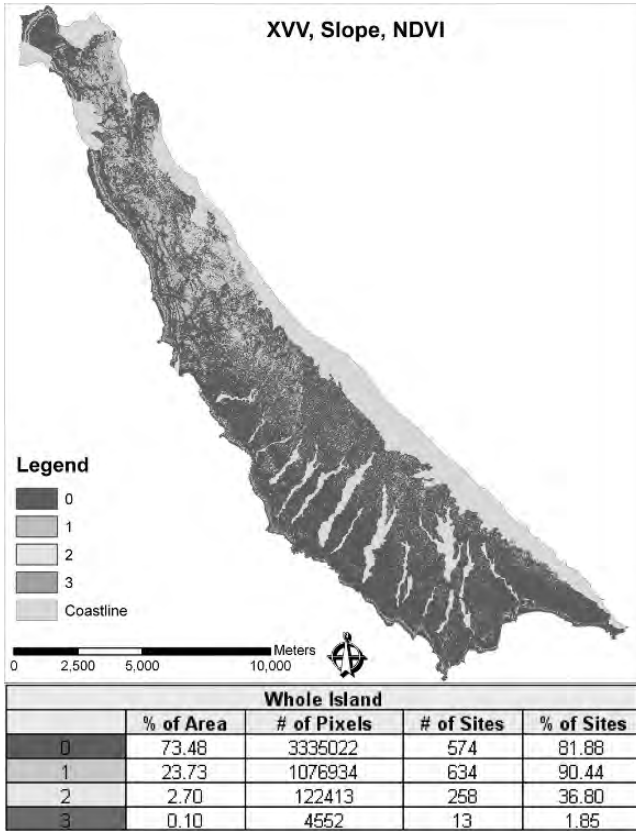 XVV, Slope, NDVI
Legend
0
1
2
3
Coastline
Meters
0 2,500 5,000 10,000
Whole Island
% of Area # of Pixels # of Sites % of Sites
0 73.48 3335022 574 81.88
1 23.73 1076934 634 90.44
2 2.70 122413 258 36.80
3 0.10 4552 13 1.85